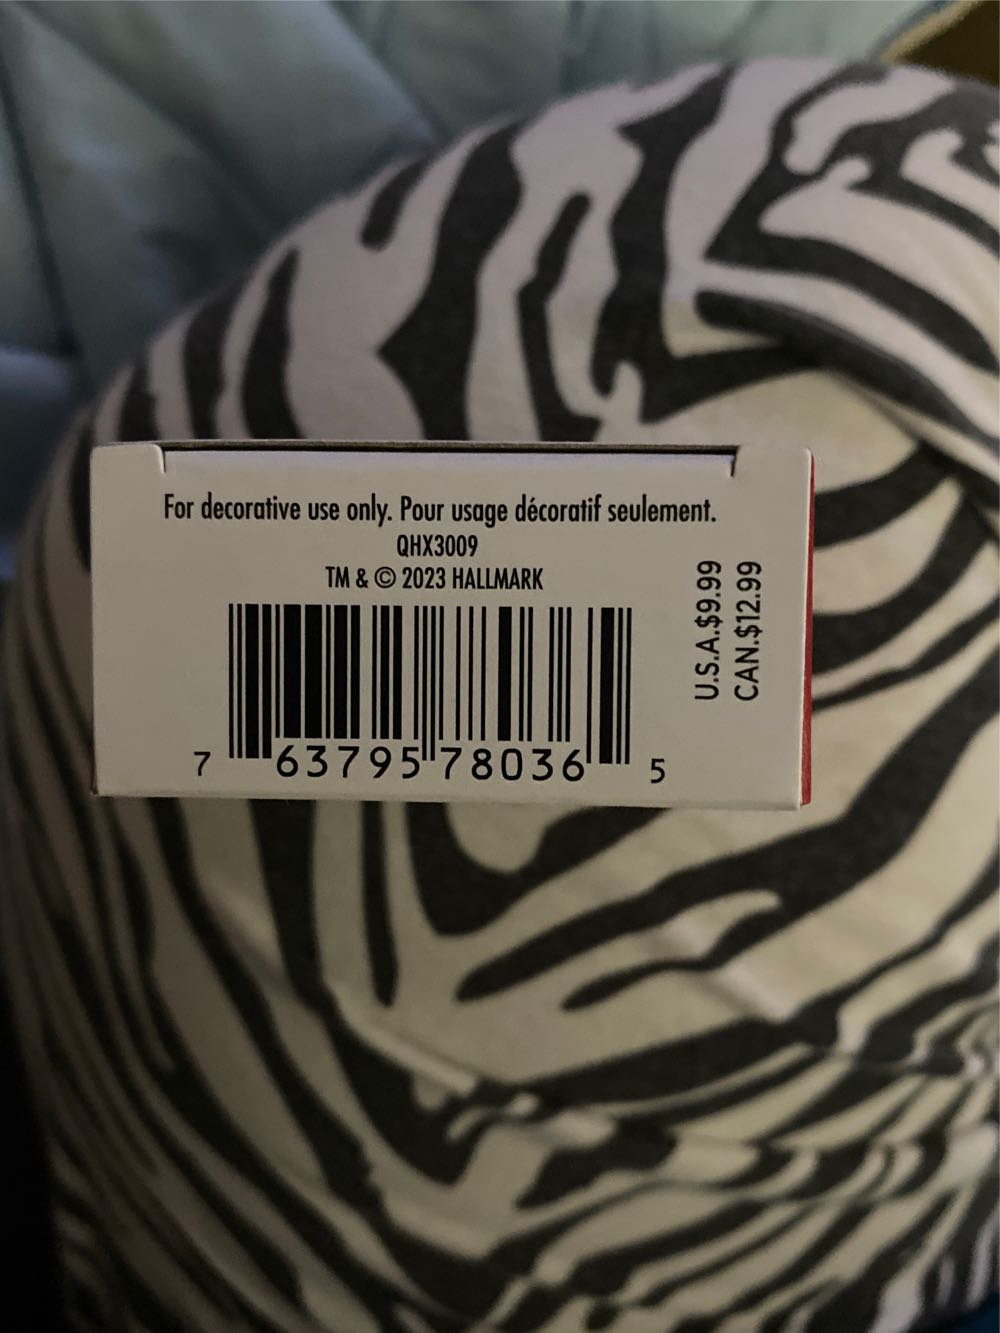 For decorative use only. Pour usage décoratif seulement.
QHX3009
TM & © 2023 HALLMARK
U.S.A.$9.99
CAN.$12.99
7 63795 78036 5